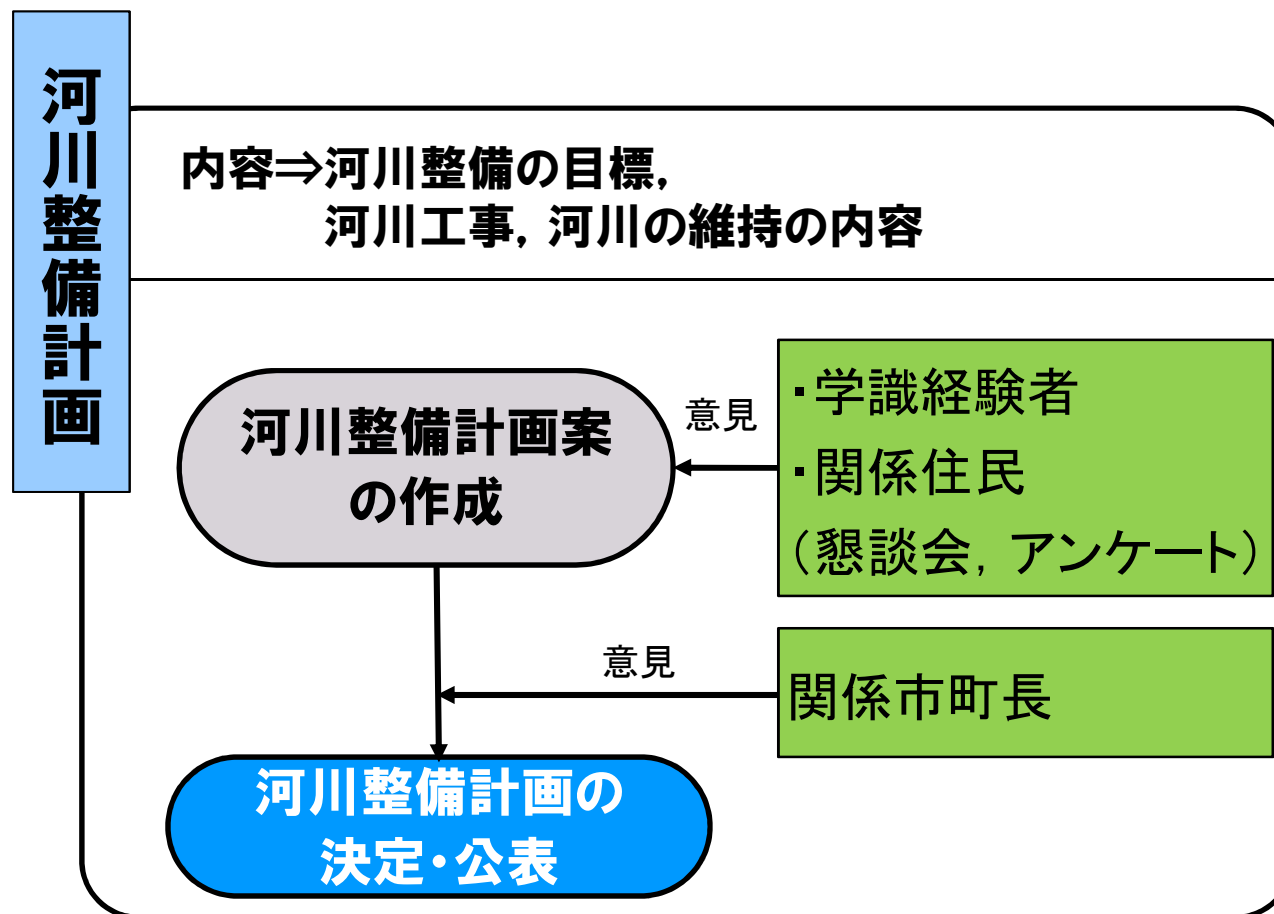 河川整備計画
内容⇒河川整備の目標,
河川工事, 河川の維持の内容
河川整備計画案
の作成
意見
・学識経験者
・関係住民
（懇談会, アンケート）
意見
関係市町長
河川整備計画の
決定・公表